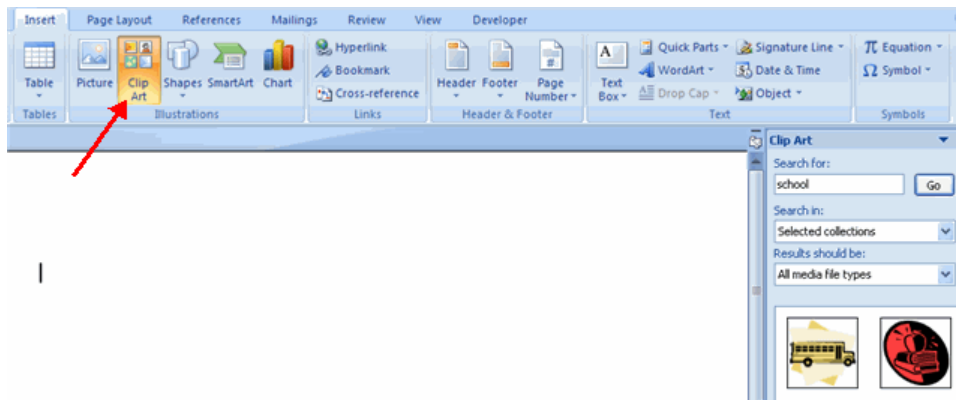 Insert Page Layout References Mailings Review View Developer
Table
Picture
Clip Art
Shapes
SmartArt
Chart
Hyperlink
Bookmark
Cross-reference
Header
Footer
Page Number
A
Text Box
Quick Parts
WordArt
Drop Cap
Signature Line
Date & Time
Object
π Equation
Ω Symbol
Tables Illustrations Links Header & Footer Text Symbols
Clip Art
Search for:
school Go
Search in:
Selected collections
Results should be:
All media file types